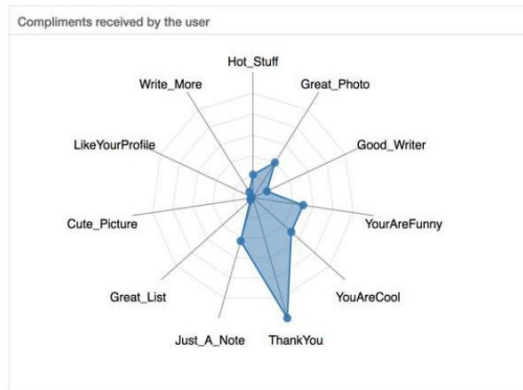 Compliments received by the user
Hot_Stuff
Write_More
Great_Photo
LikeYourProfile
Good_Writer
Cute_Picture
YourAreFunny
Great_List
YouAreCool
Just_A_Note
ThankYou